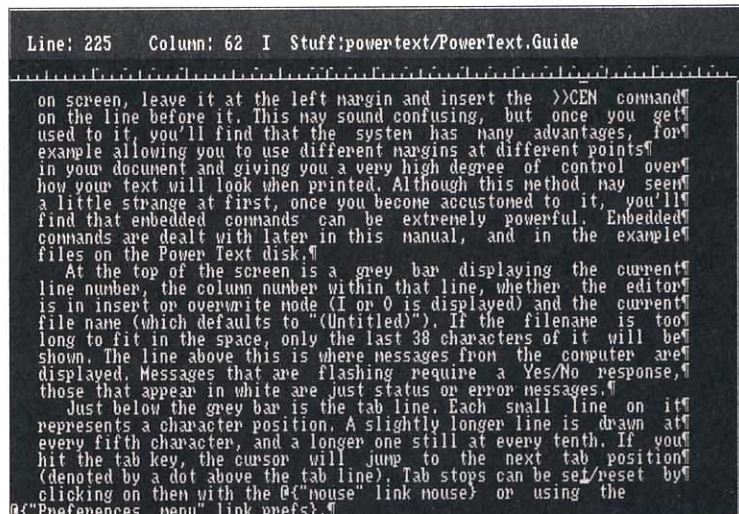 Line: 225 Column: 62 I Stuff:powertext/PowerText.Guide
on screen, leave it at the left margin and insert the >>CEN command¶
on the line before it. This may sound confusing, but once you get¶
used to it, you'll find that the system has many advantages, for¶
example allowing you to use different margins at different points¶
in your document and giving you a very high degree of control over¶
how your text will look when printed. Although this method may seem¶
a little strange at first, once you become accustomed to it, you'll¶
find that embedded commands can be extremely powerful. Embedded¶
commands are dealt with later in this manual, and in the example¶
files on the Power Text disk.¶
At the top of the screen is a grey bar displaying the current¶
line number, the column number within that line, whether the editor¶
is in insert or overwrite mode (I or O is displayed) and the current¶
file name (which defaults to "(Untitled)"). If the filename is too¶
long to fit in the space, only the last 38 characters of it will be¶
shown. The line above this is where messages from the computer are¶
displayed. Messages that are flashing require a Yes/No response,¶
those that appear in white are just status or error messages.¶
Just below the grey bar is the tab line. Each small line on it¶
represents a character position. A slightly longer line is drawn at¶
every fifth character, and a longer one still at every tenth. If you¶
hit the tab key, the cursor will jump to the next tab position¶
(denoted by a dot above the tab line). Tab stops can be set/reset by¶
clicking on them with the @{"mouse" link mouse} or using the
@{"Preferences menu" link prefs}.¶